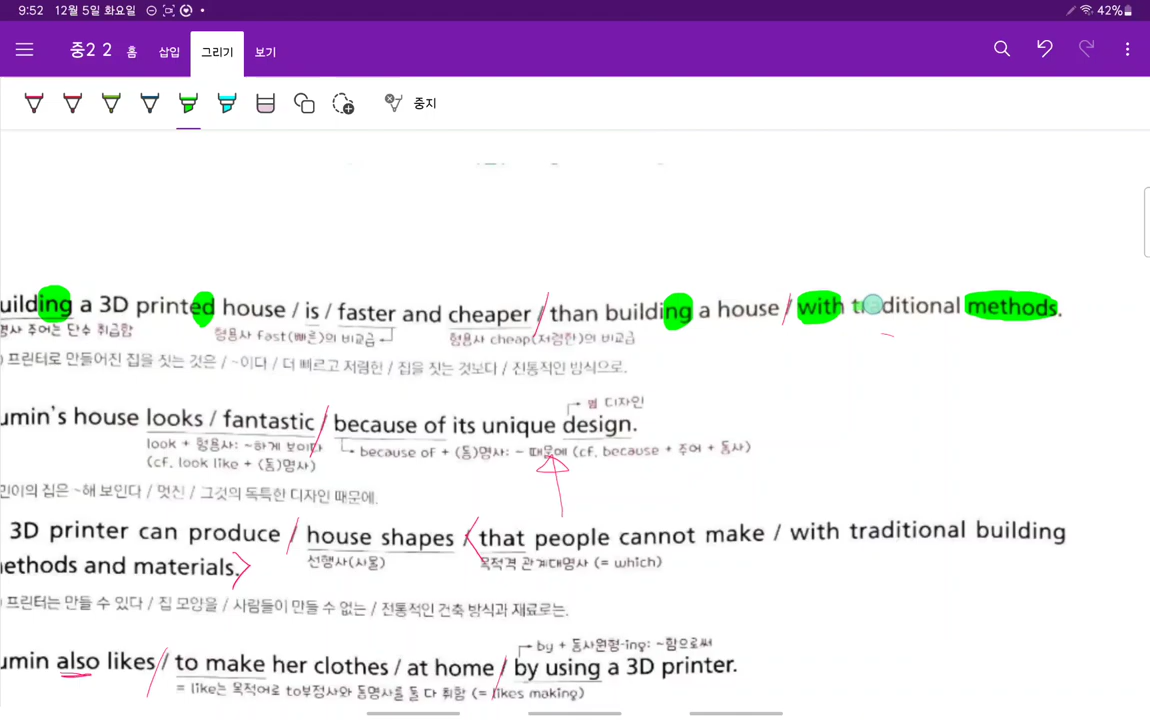 9:52 12월 5일 화요일 42%
중2 2 홈 삽입 그리기 보기
중지
uilding a 3D printed house / is / faster and cheaper / than building a house / with traditional methods.
명사 주어는 단수 취급함 형용사 fast(빠른)의 비교급 형용사 cheap(저렴한)의 비교급
) 프린터로 만들어진 집을 짓는 것은 / ~이다 / 더 빠르고 저렴한 / 집을 짓는 것보다 / 전통적인 방식으로.
명 디자인
umin's house looks / fantastic / because of its unique design.
look + 형용사: ~하게 보이다 because of + (동)명사: ~ 때문에 (cf. because + 주어 + 동사)
(cf. look like + (동)명사)
민이의 집은 ~해 보인다 / 멋진 / 그것의 독특한 디자인 때문에.
3D printer can produce / house shapes / that people cannot make / with traditional building
선행사(사물) 목적격 관계대명사 (= which)
ethods and materials.
) 프린터는 만들 수 있다 / 집 모양을 / 사람들이 만들 수 없는 / 전통적인 건축 방식과 재료로는.
by + 동사원형-ing: ~함으로써
umin also likes / to make her clothes / at home / by using a 3D printer.
= like는 목적어로 to부정사와 동명사를 둘 다 취함 (= likes making)